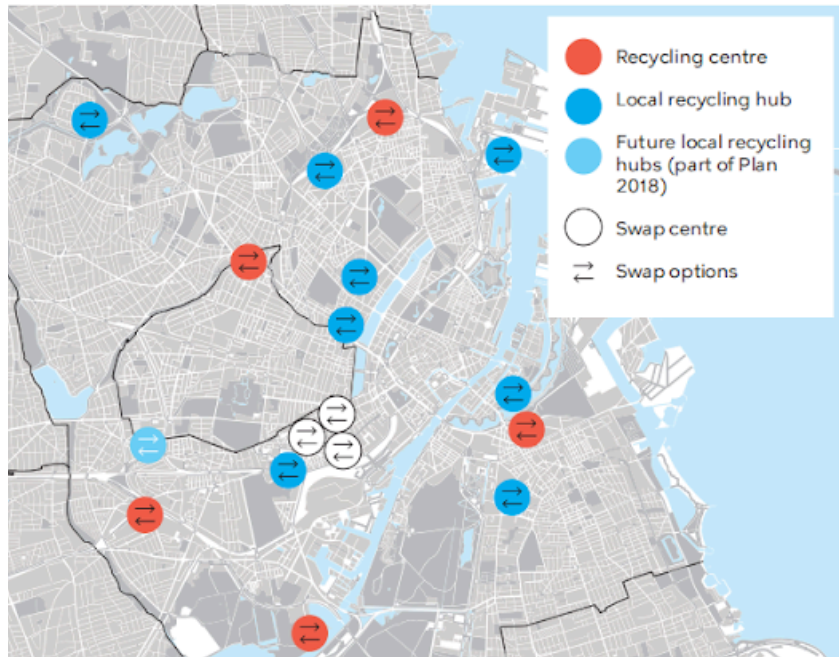 Recycling centre
Local recycling hub
Future local recycling
hubs (part of Plan
2018)
Swap centre
Swap options